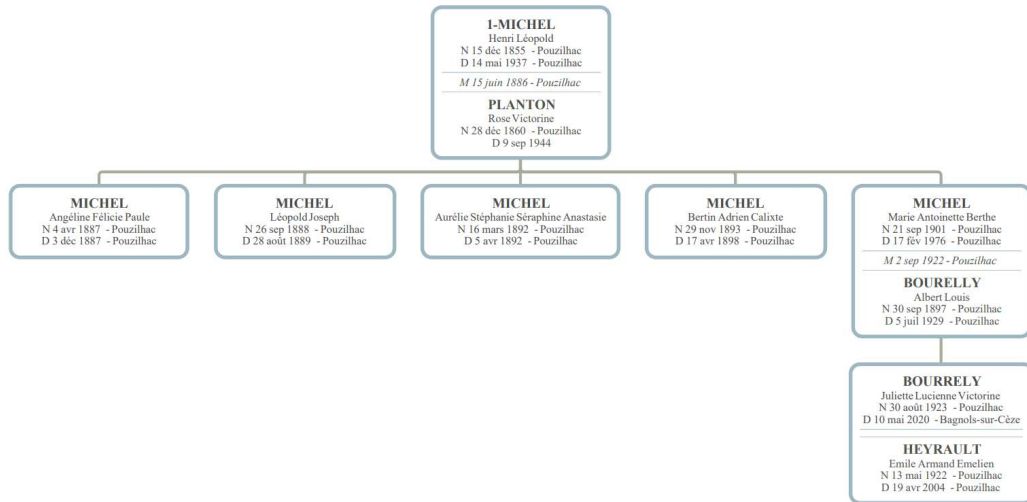 1-MICHEL
Henri Léopold
N 15 déc 1855 - Pouzilhac
D 14 mai 1937 - Pouzilhac
M 15 juin 1886 - Pouzilhac
PLANTON
Rose Victorine
N 28 déc 1860 - Pouzilhac
D 9 sep 1944
MICHEL
Angéline Félicie Paule
N 4 avr 1887 - Pouzilhac
D 3 déc 1887 - Pouzilhac
MICHEL
Léopold Joseph
N 26 sep 1888 - Pouzilhac
D 28 août 1889 - Pouzilhac
MICHEL
Aurélie Stéphanie Séraphine Anastasie
N 16 mars 1892 - Pouzilhac
D 5 avr 1892 - Pouzilhac
MICHEL
Bertin Adrien Calixte
N 29 nov 1893 - Pouzilhac
D 17 avr 1898 - Pouzilhac
MICHEL
Marie Antoinette Berthe
N 21 sep 1901 - Pouzilhac
D 17 fév 1976 - Pouzilhac
M 2 sep 1922 - Pouzilhac
BOURELLY
Albert Louis
N 30 sep 1897 - Pouzilhac
D 5 juil 1929 - Pouzilhac
BOURRELY
Juliette Lucienne Victorine
N 30 août 1923 - Pouzilhac
D 10 mai 2020 - Bagnols-sur-Cèze
HEYRAULT
Emile Armand Emelien
N 13 mai 1922 - Pouzilhac
D 19 avr 2004 - Pouzilhac